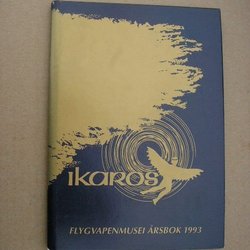 IKAROS
FLYGVAPENMUSEI ÅRSBOK 1993